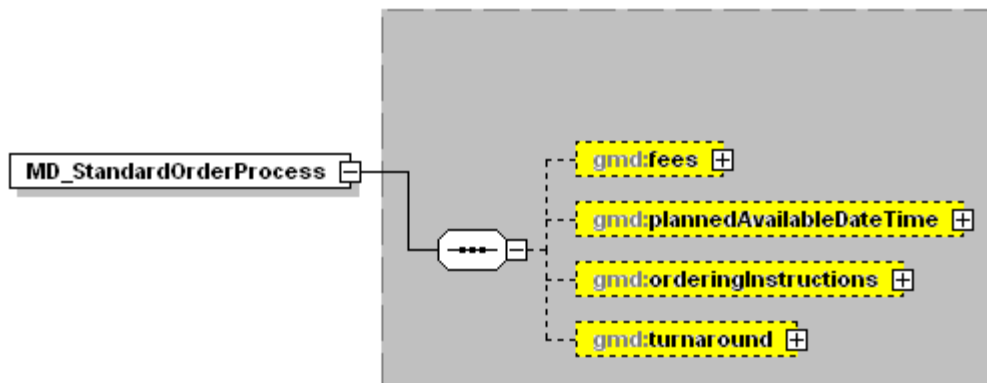 MD_StandardOrderProcess
gmd:fees
gmd:plannedAvailableDateTime
gmd:orderingInstructions
gmd:turnaround